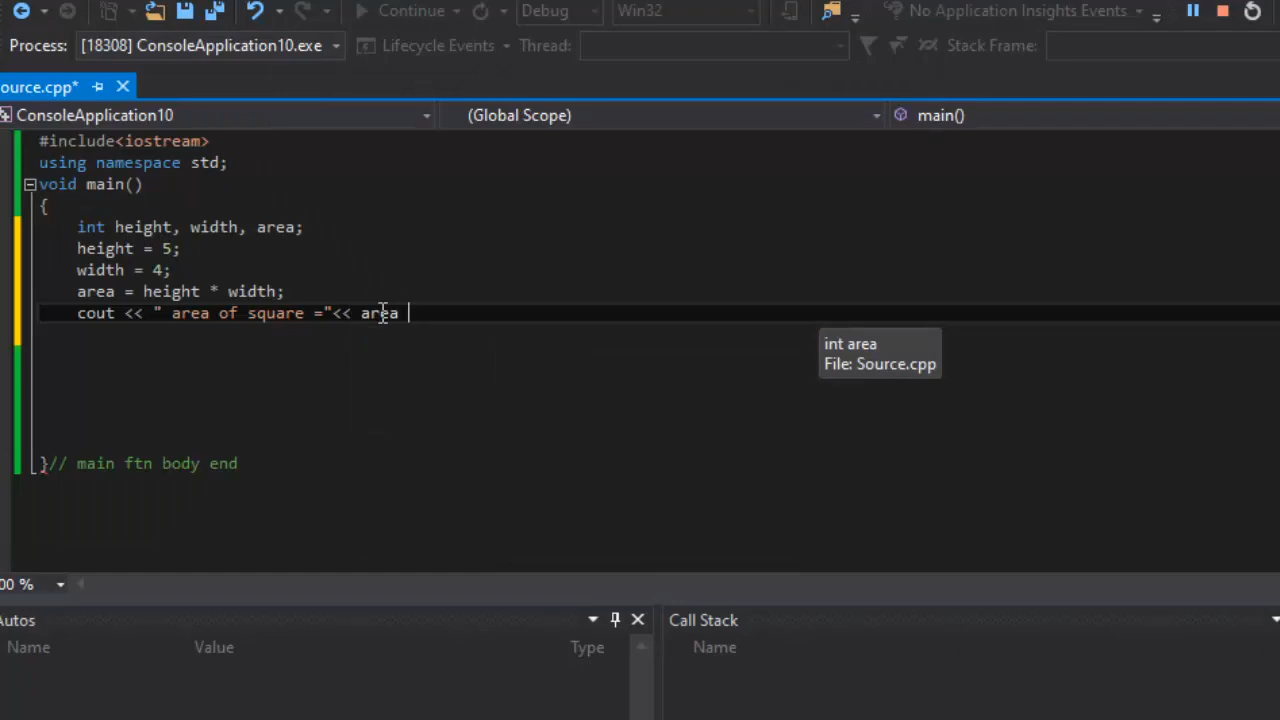 Continue Debug Win32 No Application Insights Events
Process: [18308] ConsoleApplication10.exe Lifecycle Events Thread: Stack Frame:
ource.cpp*
ConsoleApplication10 (Global Scope) main()
#include<iostream>
using namespace std;
void main()
{
int height, width, area;
height = 5;
width = 4;
area = height * width;
cout << " area of square ="<< area
int area
File: Source.cpp
}// main ftn body end
00 %
Autos Call Stack
Name Value Type Name